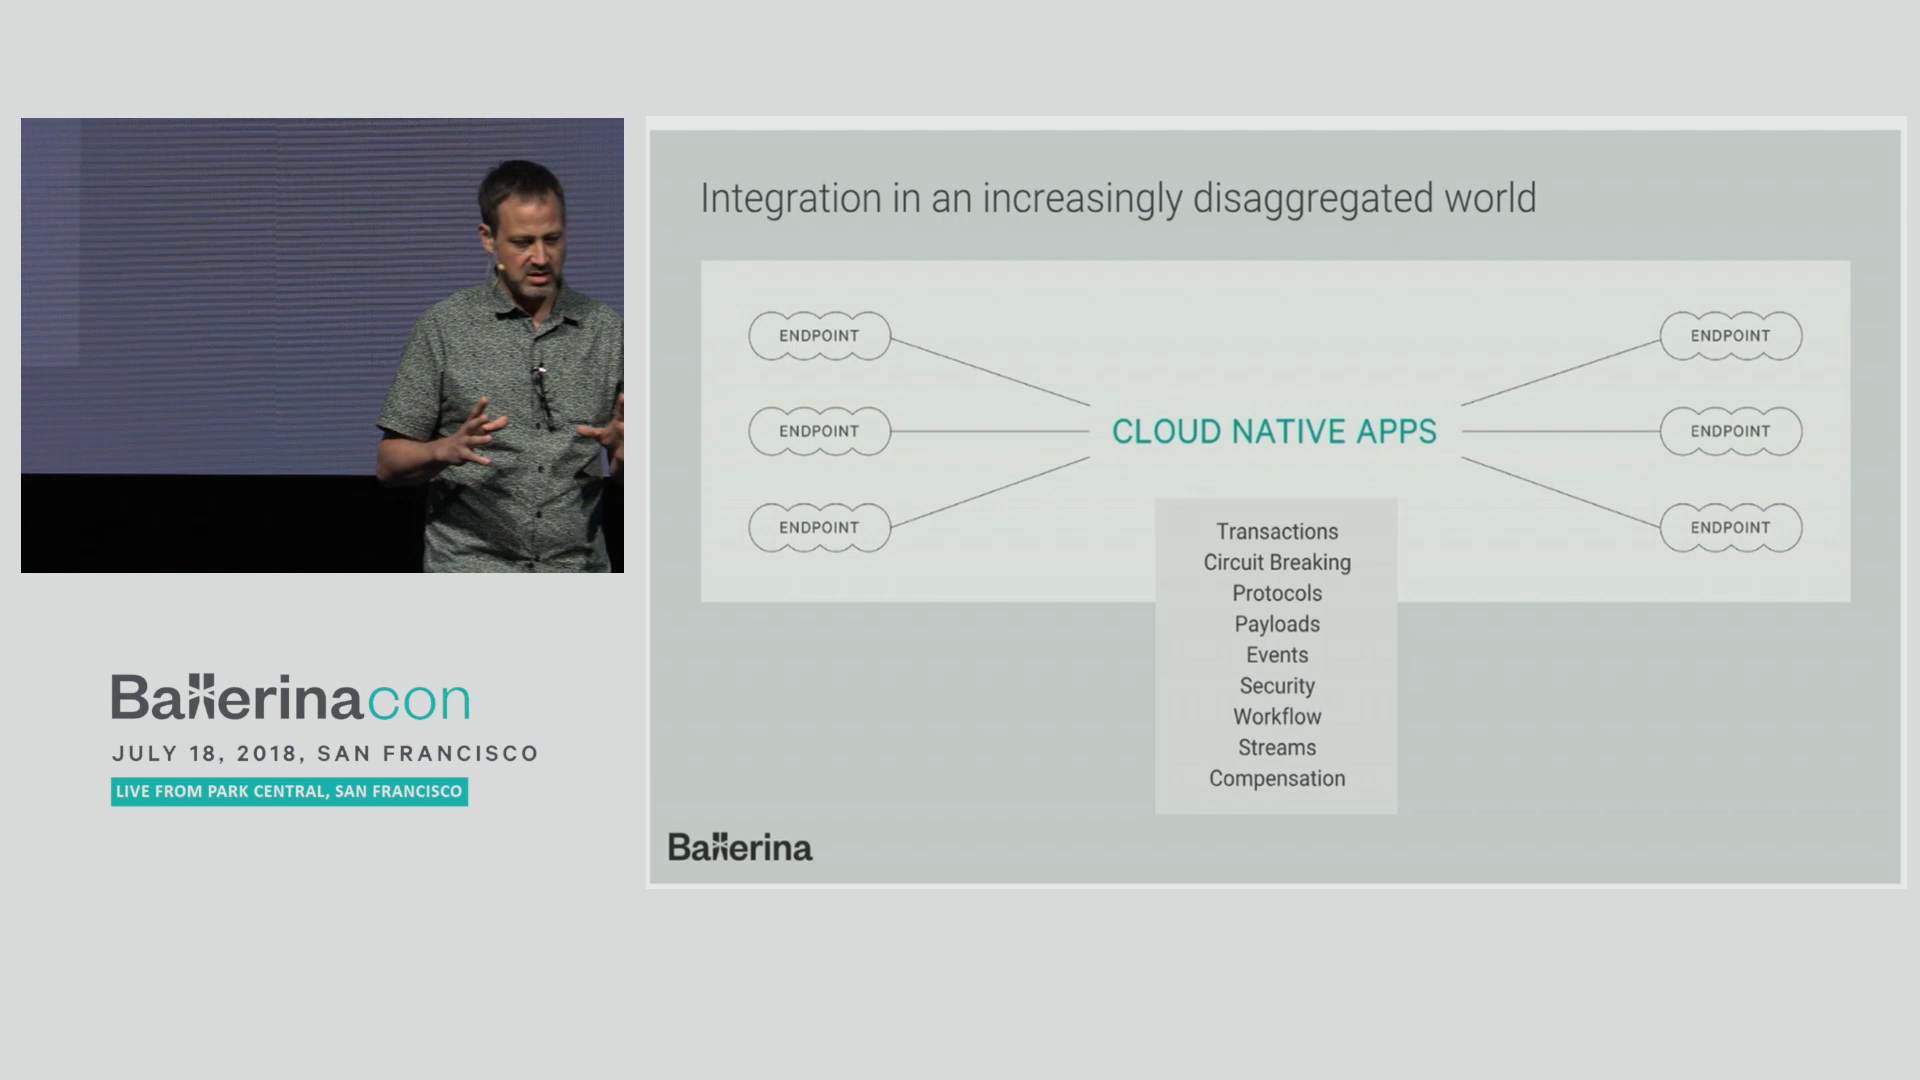 Integration in an increasingly disaggregated world
ENDPOINT
ENDPOINT
ENDPOINT
CLOUD NATIVE APPS
ENDPOINT
ENDPOINT
ENDPOINT
Transactions
Circuit Breaking
Protocols
Payloads
Events
Security
Workflow
Streams
Compensation
Ballerina
Ballerinacon
JULY 18, 2018, SAN FRANCISCO
LIVE FROM PARK CENTRAL, SAN FRANCISCO